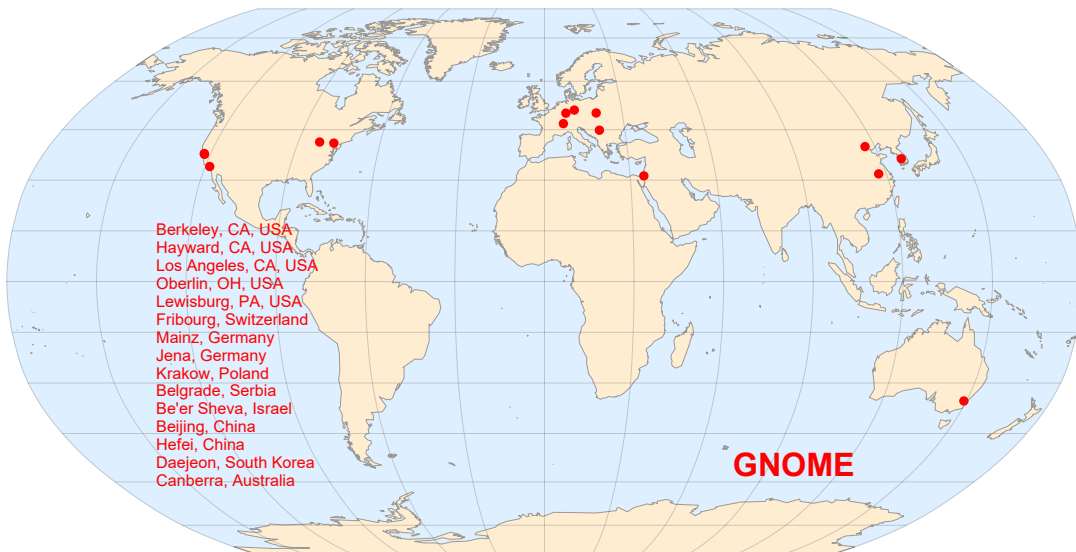 Berkeley, CA, USA
Hayward, CA, USA
Los Angeles, CA, USA
Oberlin, OH, USA
Lewisburg, PA, USA
Fribourg, Switzerland
Mainz, Germany
Jena, Germany
Krakow, Poland
Belgrade, Serbia
Be'er Sheva, Israel
Beijing, China
Hefei, China
Daejeon, South Korea
Canberra, Australia
GNOME